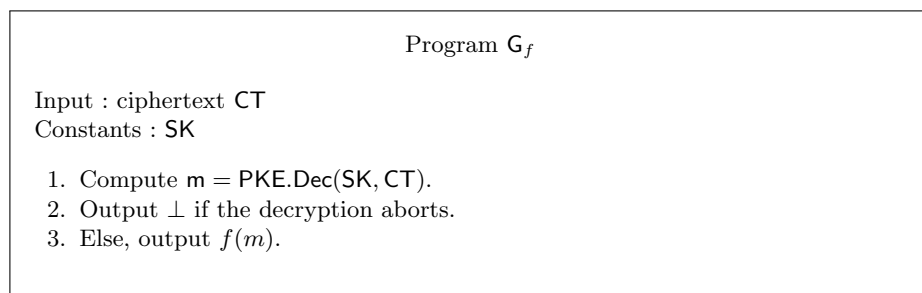 Program G_f
Input : ciphertext CT
Constants : SK
1. Compute m = PKE.Dec(SK, CT).
2. Output ⊥ if the decryption aborts.
3. Else, output f(m).